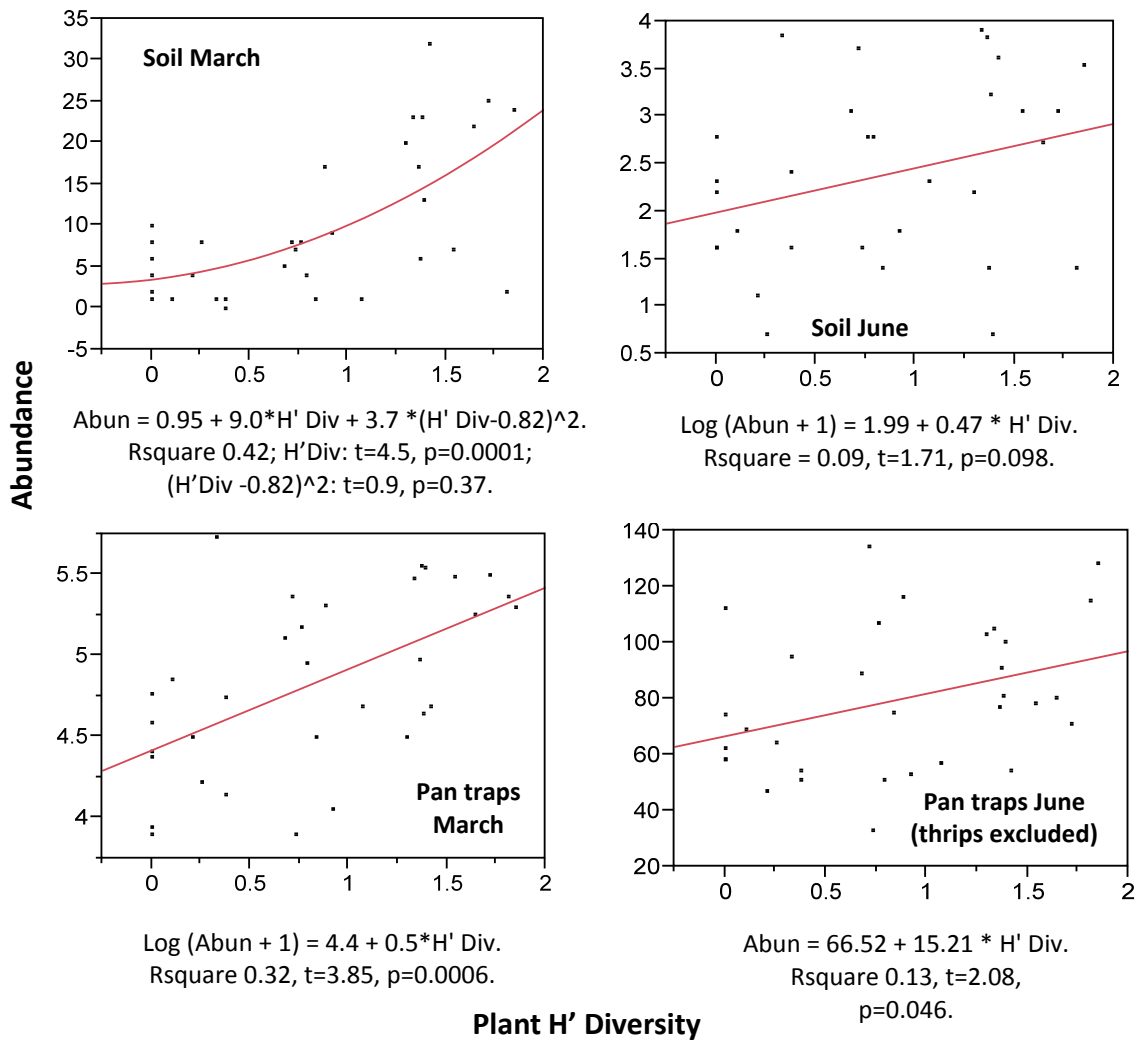 Abundance
35
30
25
20
15
10
5
0
-5
Soil March
0 0.5 1 1.5 2
Abun = 0.95 + 9.0*H' Div + 3.7 *(H' Div-0.82)^2.
Rsquare 0.42; H’Div: t=4.5, p=0.0001;
(H’Div -0.82)^2: t=0.9, p=0.37.
4
3.5
3
2.5
2
1.5
1
0.5
Soil June
0 0.5 1 1.5 2
Log (Abun + 1) = 1.99 + 0.47 * H' Div.
Rsquare = 0.09, t=1.71, p=0.098.
5.5
5
4.5
4
Pan traps
March
0 0.5 1 1.5 2
Log (Abun + 1) = 4.4 + 0.5*H' Div.
Rsquare 0.32, t=3.85, p=0.0006.
140
120
100
80
60
40
20
Pan traps June
(thrips excluded)
0 0.5 1 1.5 2
Abun = 66.52 + 15.21 * H' Div.
Rsquare 0.13, t=2.08,
p=0.046.
Plant H’ Diversity